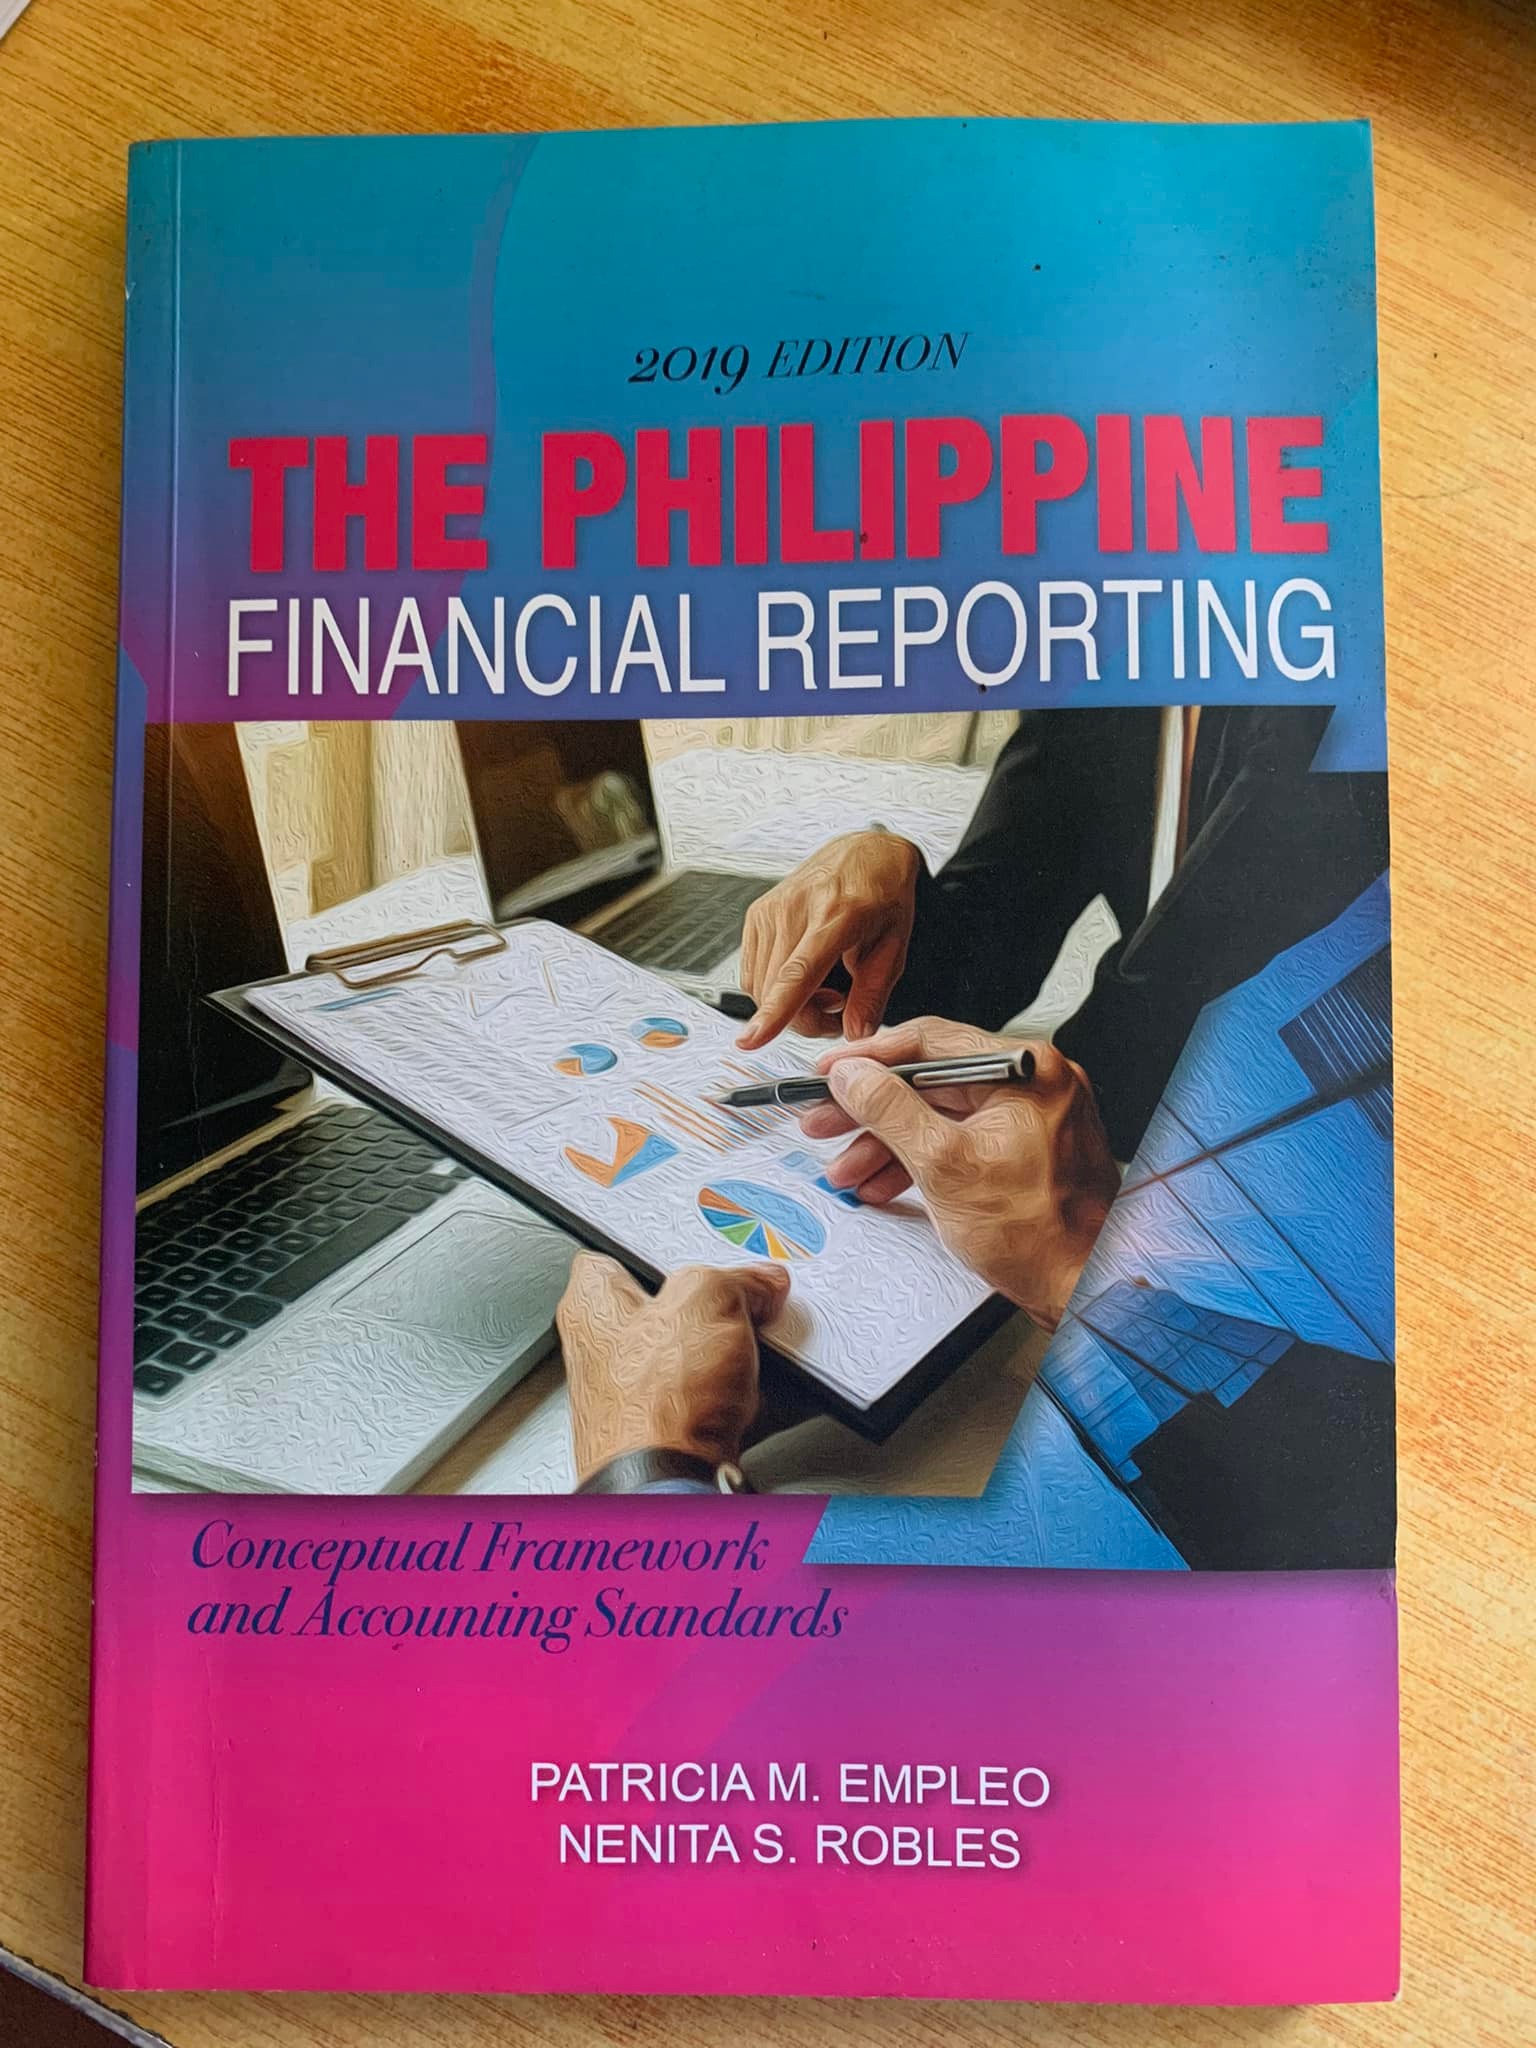 2019 EDITION
THE PHILIPPINE
FINANCIAL REPORTING
Conceptual Framework
and Accounting Standards
PATRICIA M. EMPLEO
NENITA S. ROBLES